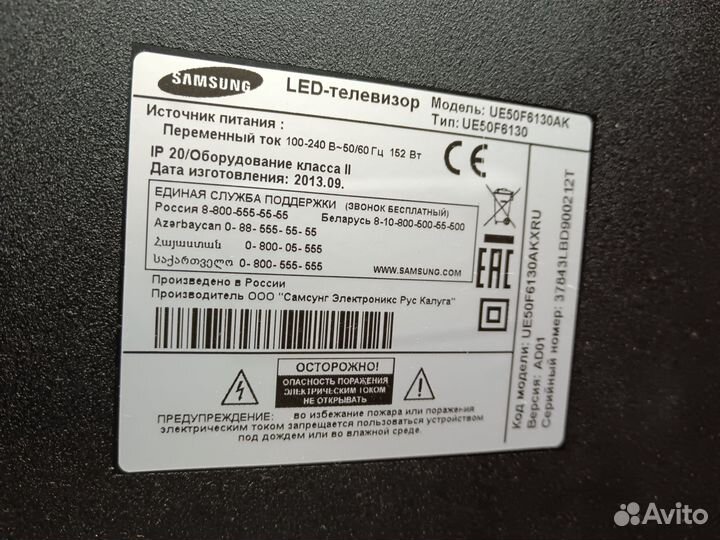 SAMSUNG
LED-телевизор
Модель: UE50F6130AK
Тип: UE50F6130
Источник питания :
Переменный ток 100-240 В~50/60 Гц 152 Вт
IP 20/Оборудование класса II
Дата изготовления: 2013.09.
ЕДИНАЯ СЛУЖБА ПОДДЕРЖКИ (ЗВОНОК БЕСПЛАТНЫЙ)
Россия 8-800-555-55-55 Беларусь 8-10-800-500-55-500
Azərbaycan 0- 88- 555- 55- 55
Հայաստան 0- 800- 05- 555
საქართველო 0- 800- 555- 555
WWW.SAMSUNG.COM
Произведено в России
Производитель ООО "Самсунг Электроникс Рус Калуга"
CE
EAC
ОСТОРОЖНО!
ОПАСНОСТЬ ПОРАЖЕНИЯ
ЭЛЕКТРИЧЕСКИМ ТОКОМ
НЕ ОТКРЫВАТЬ
ПРЕДУПРЕЖДЕНИЕ: во избежание пожара или поражения
электрическим током запрещается пользоваться телевизором
под дождем или во влажной среде.
Код модели: UE50F6130AKXRU
Версия: AD01
Серийный номер: 37843LBD900212T
Avito